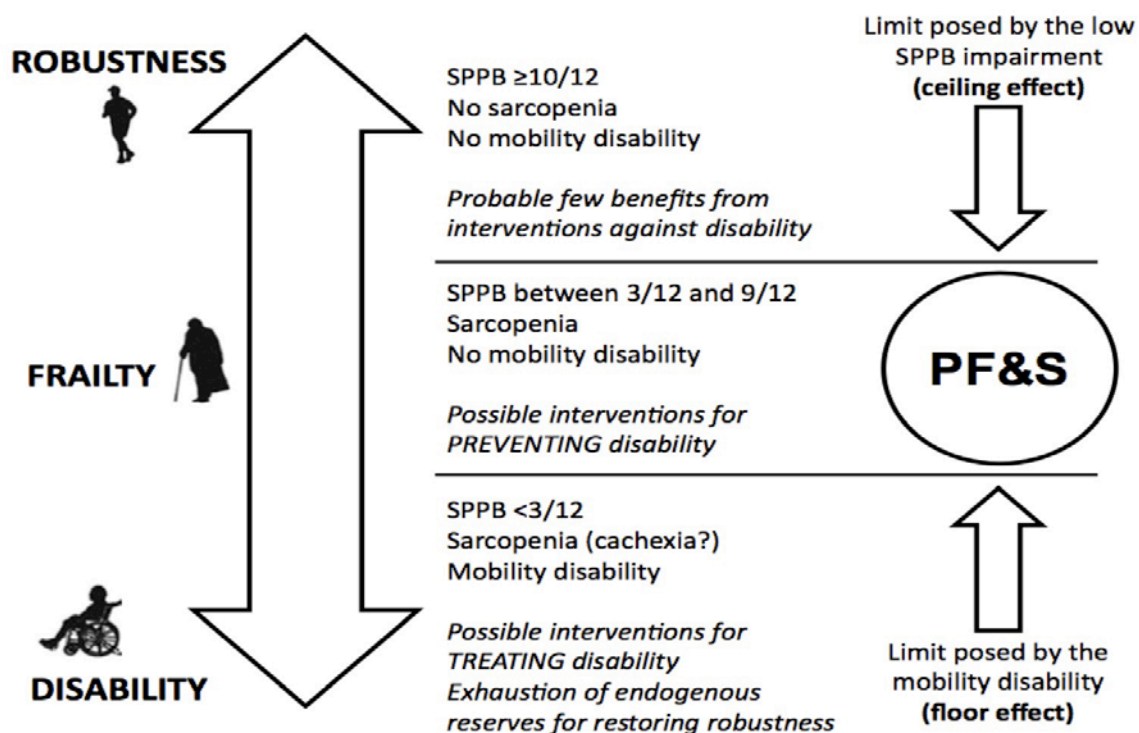 ROBUSTNESS
SPPB ≥10/12
No sarcopenia
No mobility disability
Probable few benefits from
interventions against disability
Limit posed by the low
SPPB impairment
(ceiling effect)
FRAILTY
SPPB between 3/12 and 9/12
Sarcopenia
No mobility disability
Possible interventions for
PREVENTING disability
PF&S
DISABILITY
SPPB <3/12
Sarcopenia (cachexia?)
Mobility disability
Possible interventions for
TREATING disability
Exhaustion of endogenous
reserves for restoring robustness
Limit posed by the
mobility disability
(floor effect)